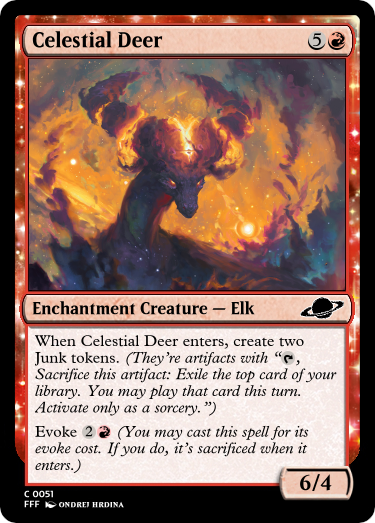 Celestial Deer 5
Enchantment Creature — Elk
When Celestial Deer enters, create two
Junk tokens. (They're artifacts with “,
Sacrifice this artifact: Exile the top card of your
library. You may play that card this turn.
Activate only as a sorcery.”)
Evoke 2 (You may cast this spell for its
evoke cost. If you do, it's sacrificed when it
enters.)
6/4
C 0051
FFF ONDREJ HRDINA